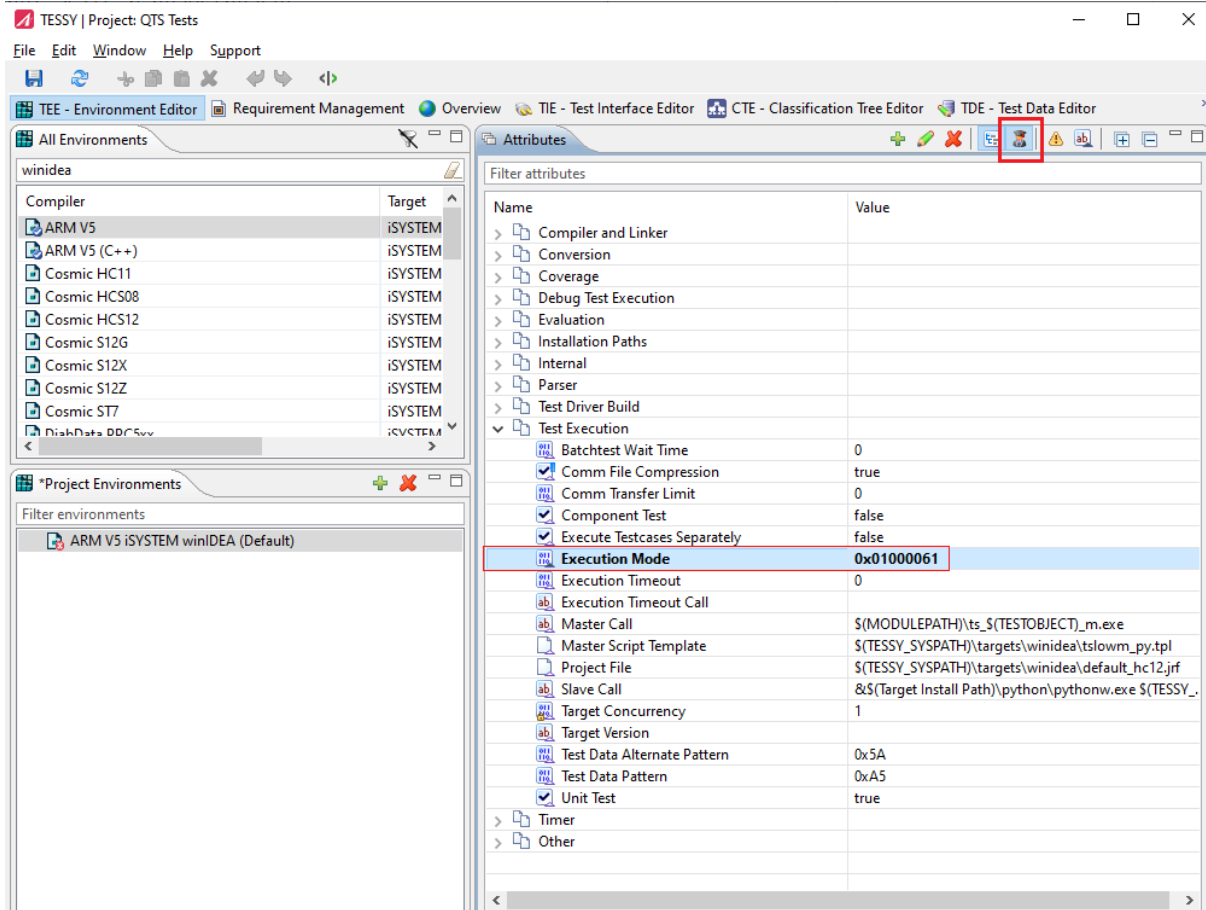 TESSY | Project: QTS Tests
File Edit Window Help Support
TEE - Environment Editor Requirement Management Overview TIE - Test Interface Editor CTE - Classification Tree Editor TDE - Test Data Editor
All Environments
winidea
Compiler Target
ARM V5 iSYSTEM
ARM V5 (C++) iSYSTEM
Cosmic HC11 iSYSTEM
Cosmic HCS08 iSYSTEM
Cosmic HCS12 iSYSTEM
Cosmic S12G iSYSTEM
Cosmic S12X iSYSTEM
Cosmic S12Z iSYSTEM
Cosmic ST7 iSYSTEM
DiabData PPC5xx iSYSTEM
*Project Environments
Filter environments
ARM V5 iSYSTEM winIDEA (Default)
Attributes
Filter attributes
Name Value
Compiler and Linker
Conversion
Coverage
Debug Test Execution
Evaluation
Installation Paths
Internal
Parser
Test Driver Build
Test Execution
Batchtest Wait Time 0
Comm File Compression true
Comm Transfer Limit 0
Component Test false
Execute Testcases Separately false
Execution Mode 0x01000061
Execution Timeout 0
Execution Timeout Call
Master Call $(MODULEPATH)\ts_$(TESTOBJECT)_m.exe
Master Script Template $(TESSY_SYSPATH)\targets\winidea\tslowm_py.tpl
Project File $(TESSY_SYSPATH)\targets\winidea\default_hc12.jrf
Slave Call &$(Target Install Path)\python\pythonw.exe $(TESSY_.
Target Concurrency 1
Target Version
Test Data Alternate Pattern 0x5A
Test Data Pattern 0xA5
Unit Test true
Timer
Other